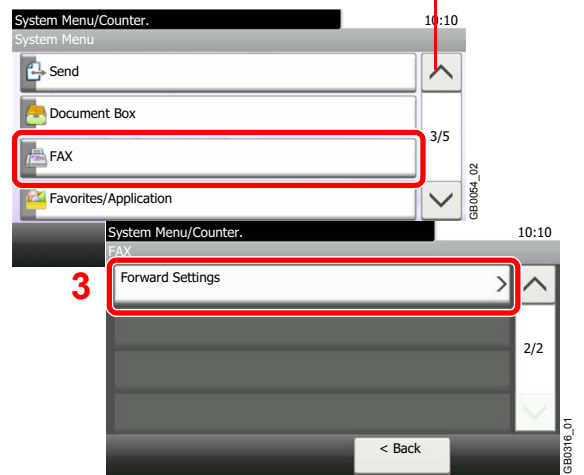 System Menu/Counter.
10:10
System Menu
Send
Document Box
3/5
FAX
Favorites/Application
GB0054_02
System Menu/Counter.
10:10
FAX
3
Forward Settings
2/2
< Back
GB0316_01